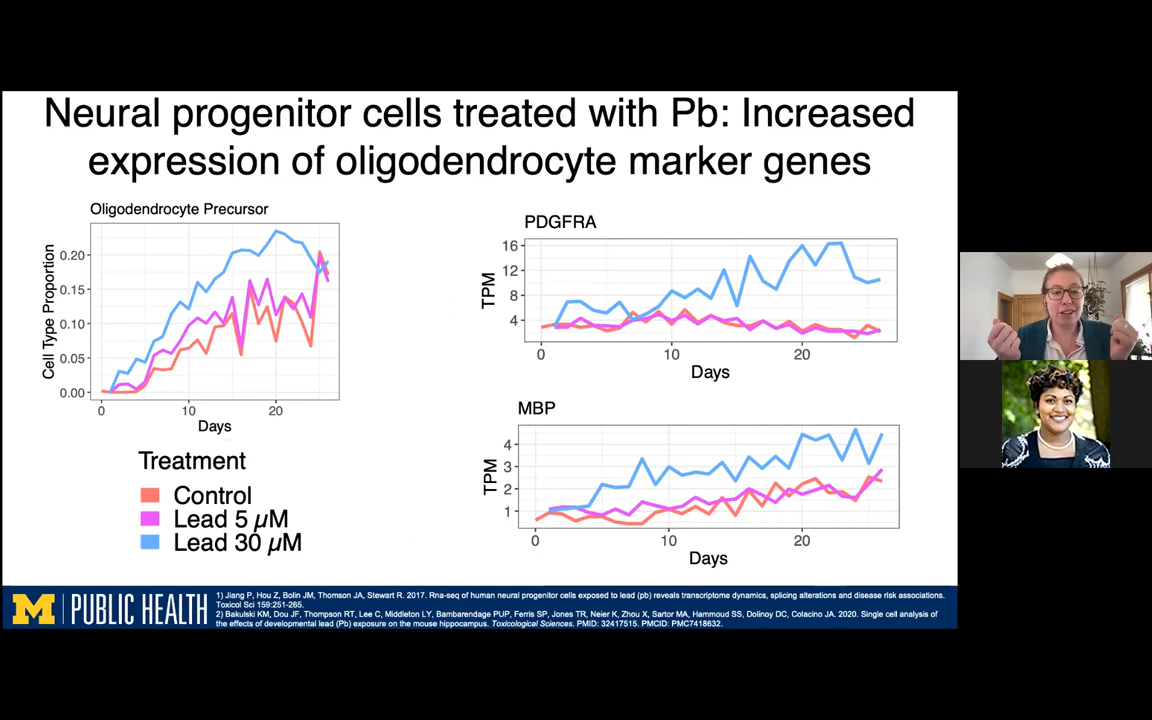 Neural progenitor cells treated with Pb: Increased
expression of oligodendrocyte marker genes
Oligodendrocyte Precursor
Cell Type Proportion
0.20
0.15
0.10
0.05
0.00
0
10
20
Days
Treatment
Control
Lead 5 µM
Lead 30 µM
PDGFRA
TPM
16
12
8
4
0
10
20
Days
MBP
TPM
4
3
2
1
0
10
20
Days
M PUBLIC HEALTH
1) Jiang P, Hou Z, Bolin JM, Thomson JA, Stewart R. 2017. Rna-seq of human neural progenitor cells exposed to lead (pb) reveals transcriptome dynamics, splicing alterations and disease risk associations.
Toxicol Sci 159:251-265.
2) Bakulski KM, Dou JF, Thompson RT, Lee C, Middleton LY, Bambarendage PUP, Ferris SP, Jones TR, Neier K, Zhou X, Sartor MA, Hammoud SS, Dolinoy DC, Colacino JA. 2020. Single cell analysis of
the effects of developmental lead (Pb) exposure on the mouse hippocampus. Toxicological Sciences. PMID: 32417515. PMCID: PMC7418632.